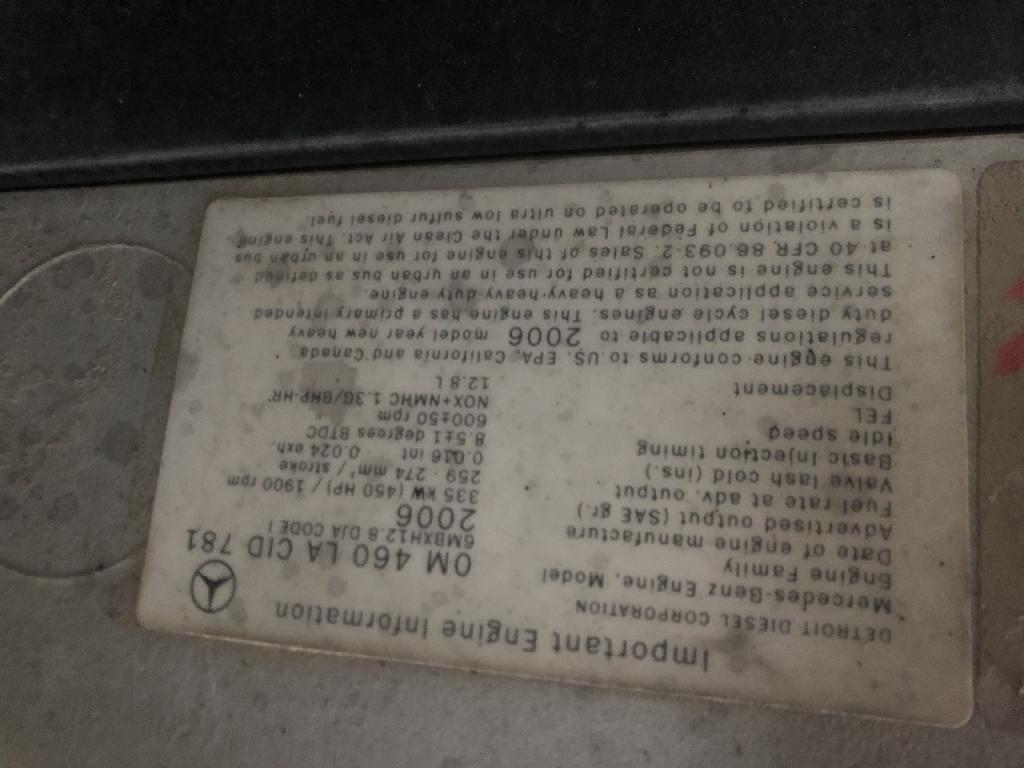 Important Engine Information
DETROIT DIESEL CORPORATION
Mercedes-Benz Engine, Model OM 460 LA CID 781
Engine Family 6MBXH12.8 DJA CODE
Date of engine manufacture 2006
Advertised output (SAE gr.) 335 kW (450 HP) / 1900 rpm
Fuel rate at adv. output 259 - 274 mm³ / stroke
Valve lash cold (ins.) 0.016 int 0.024 exh.
Basic Injection timing 8.5±1 degrees BTDC
Idle speed 600±50 rpm
FEL NOX+NMHC 1.3G/BHP-HR
Displacement 12.8 L
This engine conforms to US. EPA, California and Canada
regulations applicable to 2006 model year new heavy
duty diesel cycle engines. This engine has a primary intended
service application as a heavy-heavy-duty engine.
This engine is not certified for use in an urban bus as defined
at 40 CFR 86.093-2. Sales of this engine for use in an urban bus
is a violation of Federal Law under the Clean Air Act. This engine
is certified to be operated on ultra low sulfur diesel fuel.